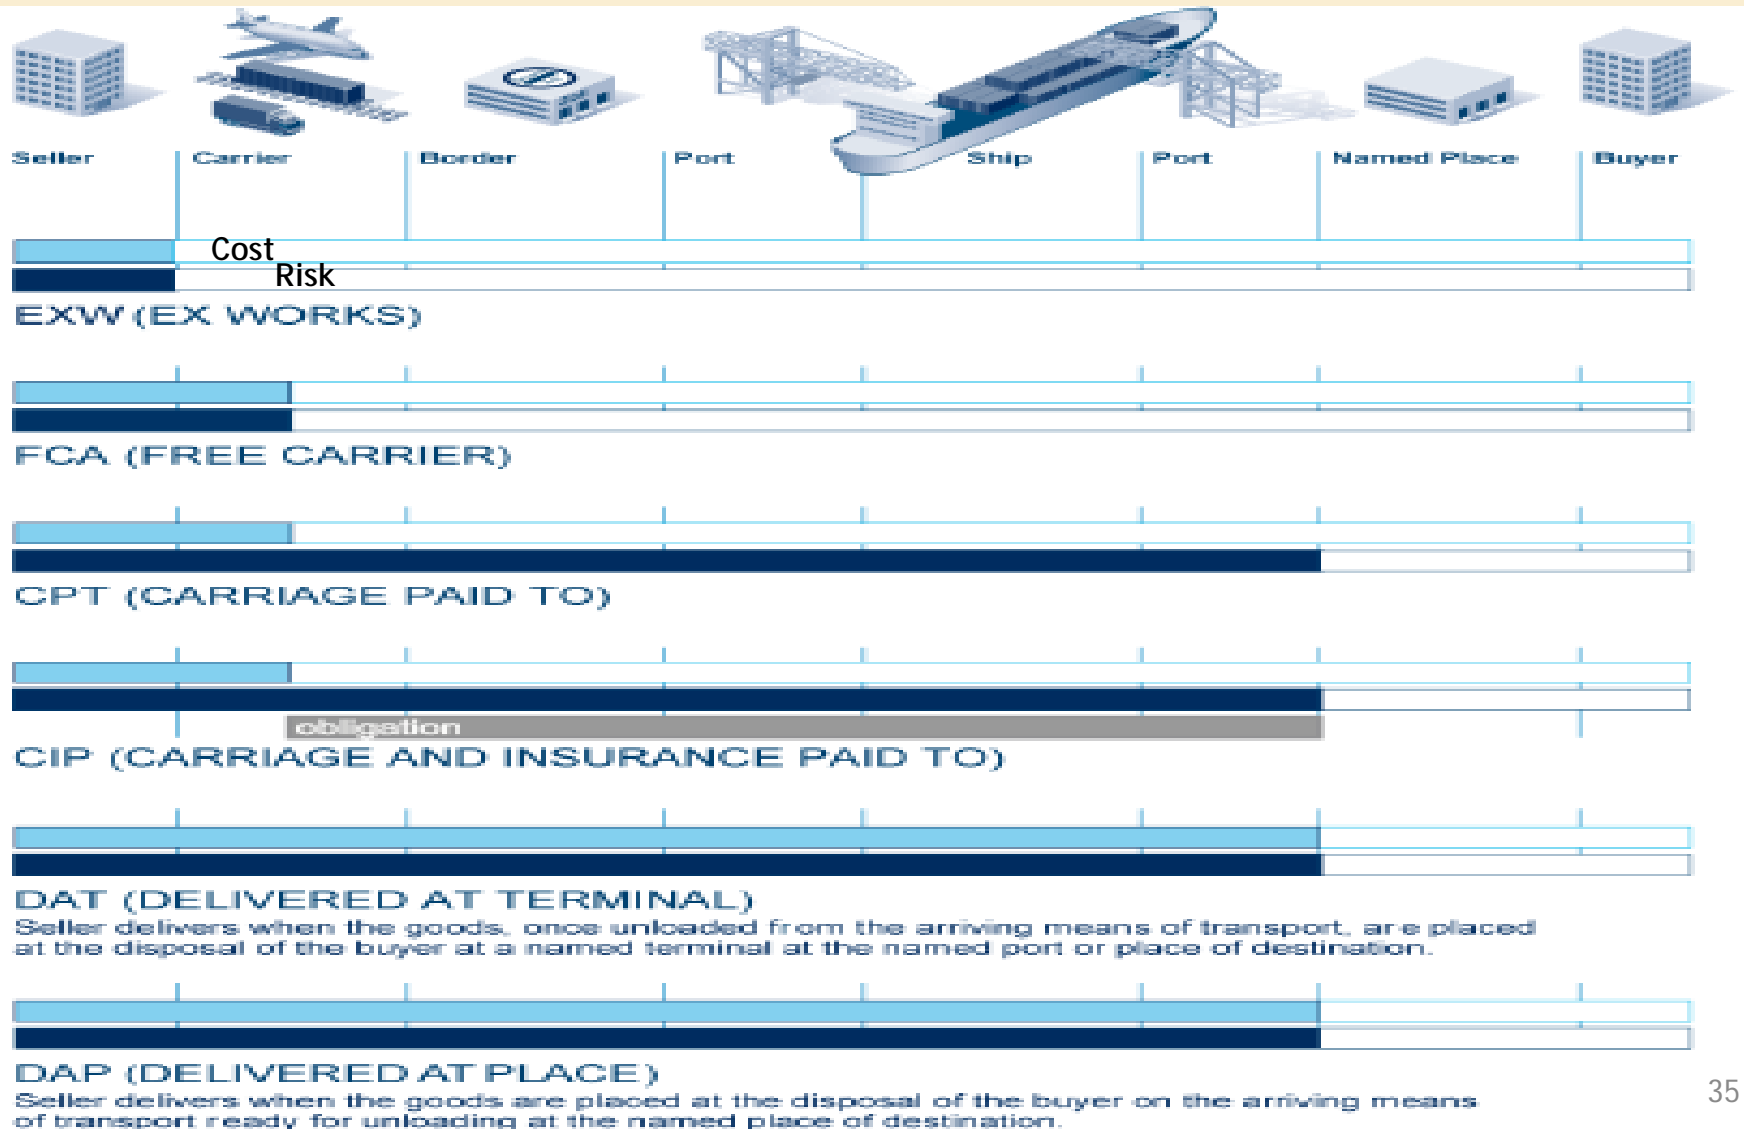 Seller Carrier Border Port Ship Port Named Place Buyer
Cost
Risk
EXW (EX WORKS)
FCA (FREE CARRIER)
CPT (CARRIAGE PAID TO)
obligation
CIP (CARRIAGE AND INSURANCE PAID TO)
DAT (DELIVERED AT TERMINAL)
Seller delivers when the goods, once unloaded from the arriving means of transport, are placed
at the disposal of the buyer at a named terminal at the named port or place of destination.
DAP (DELIVERED AT PLACE)
Seller delivers when the goods are placed at the disposal of the buyer on the arriving means
of transport ready for unloading at the named place of destination.
35